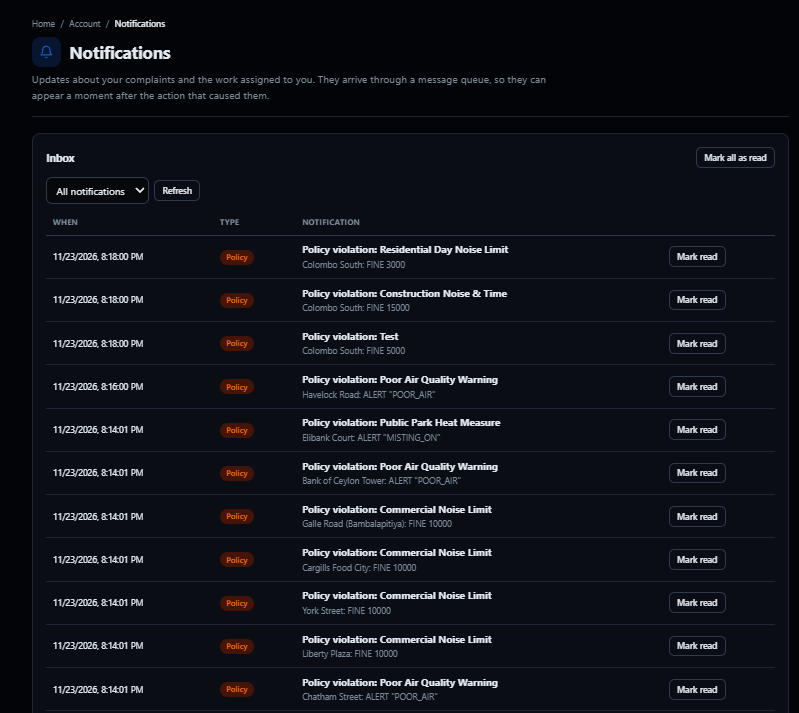 Home / Account / Notifications
Notifications
Updates about your complaints and the work assigned to you. They arrive through a message queue, so they can
appear a moment after the action that caused them.
Inbox
Mark all as read
All notifications
Refresh
WHEN TYPE NOTIFICATION
11/23/2026, 8:18:00 PM Policy Policy violation: Residential Day Noise Limit Mark read
Colombo South: FINE 3000
11/23/2026, 8:18:00 PM Policy Policy violation: Construction Noise & Time Mark read
Colombo South: FINE 15000
11/23/2026, 8:18:00 PM Policy Policy violation: Test Mark read
Colombo South: FINE 5000
11/23/2026, 8:16:00 PM Policy Policy violation: Poor Air Quality Warning Mark read
Havelock Road: ALERT "POOR_AIR"
11/23/2026, 8:14:01 PM Policy Policy violation: Public Park Heat Measure Mark read
Elibank Court: ALERT "MISTING_ON"
11/23/2026, 8:14:01 PM Policy Policy violation: Poor Air Quality Warning Mark read
Bank of Ceylon Tower: ALERT "POOR_AIR"
11/23/2026, 8:14:01 PM Policy Policy violation: Commercial Noise Limit Mark read
Galle Road (Bambalapitiya): FINE 10000
11/23/2026, 8:14:01 PM Policy Policy violation: Commercial Noise Limit Mark read
Cargills Food City: FINE 10000
11/23/2026, 8:14:01 PM Policy Policy violation: Commercial Noise Limit Mark read
York Street: FINE 10000
11/23/2026, 8:14:01 PM Policy Policy violation: Commercial Noise Limit Mark read
Liberty Plaza: FINE 10000
11/23/2026, 8:14:01 PM Policy Policy violation: Poor Air Quality Warning Mark read
Chatham Street: ALERT "POOR_AIR"